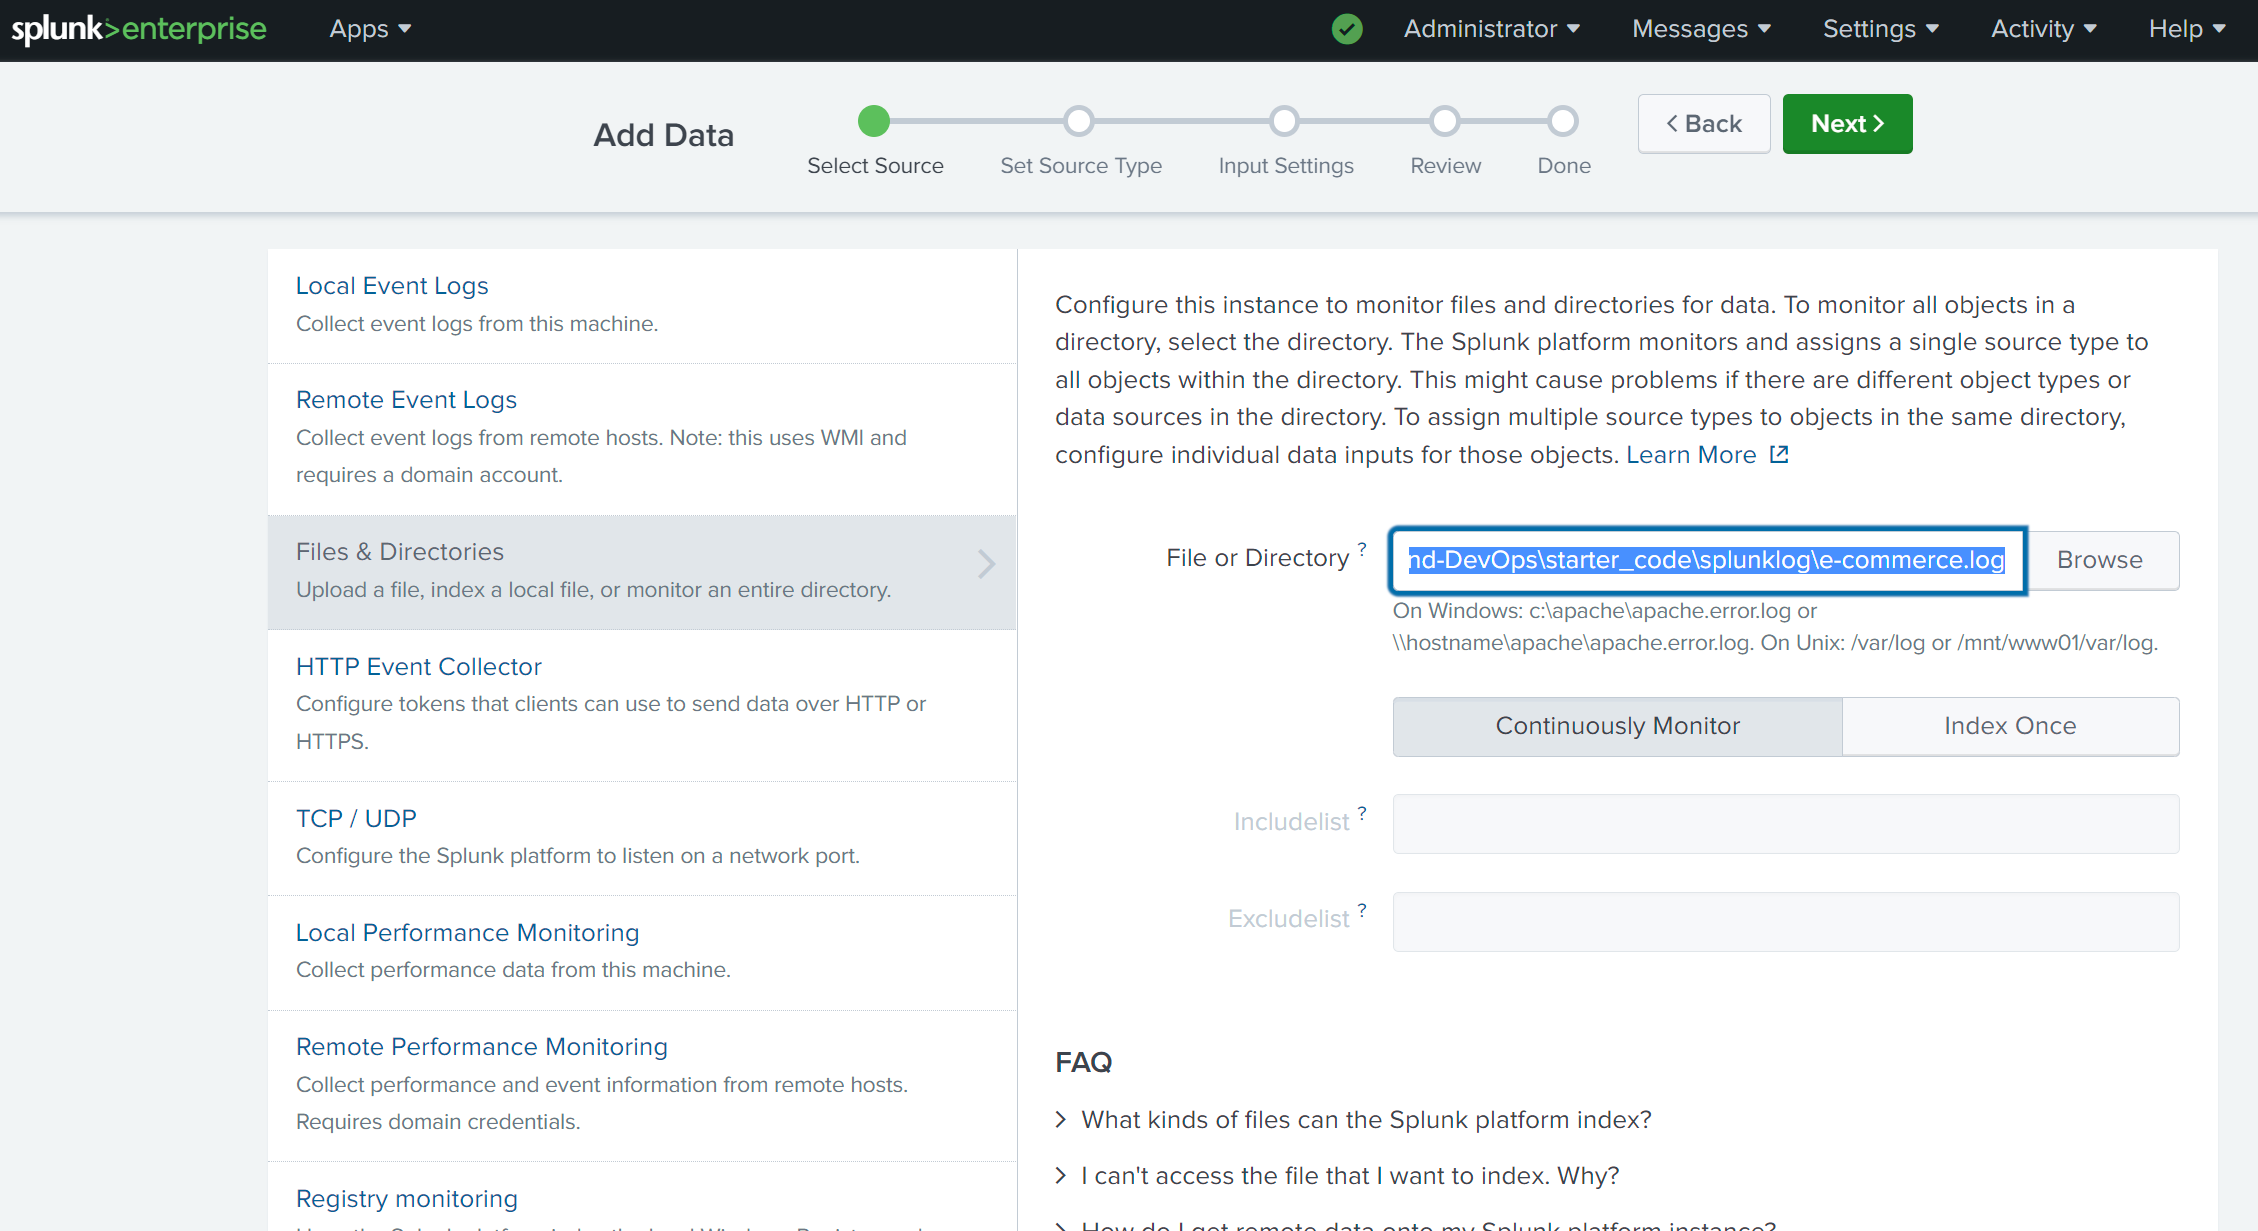 splunk>enterprise Apps Administrator Messages Settings Activity Help
Add Data
Select Source Set Source Type Input Settings Review Done
< Back Next >
Local Event Logs
Collect event logs from this machine.
Remote Event Logs
Collect event logs from remote hosts. Note: this uses WMI and
requires a domain account.
Files & Directories
Upload a file, index a local file, or monitor an entire directory.
HTTP Event Collector
Configure tokens that clients can use to send data over HTTP or
HTTPS.
TCP / UDP
Configure the Splunk platform to listen on a network port.
Local Performance Monitoring
Collect performance data from this machine.
Remote Performance Monitoring
Collect performance and event information from remote hosts.
Requires domain credentials.
Registry monitoring
Configure this instance to monitor files and directories for data. To monitor all objects in a
directory, select the directory. The Splunk platform monitors and assigns a single source type to
all objects within the directory. This might cause problems if there are different object types or
data sources in the directory. To assign multiple source types to objects in the same directory,
configure individual data inputs for those objects. Learn More
File or Directory ? nd-DevOps\starter_code\splunklog\e-commerce.log Browse
On Windows: c:\apache\apache.error.log or
\\hostname\apache\apache.error.log. On Unix: /var/log or /mnt/www01/var/log.
Continuously Monitor Index Once
Includelist ?
Excludelist ?
FAQ
> What kinds of files can the Splunk platform index?
> I can't access the file that I want to index. Why?
> How do I get remote data onto my Splunk platform instance?